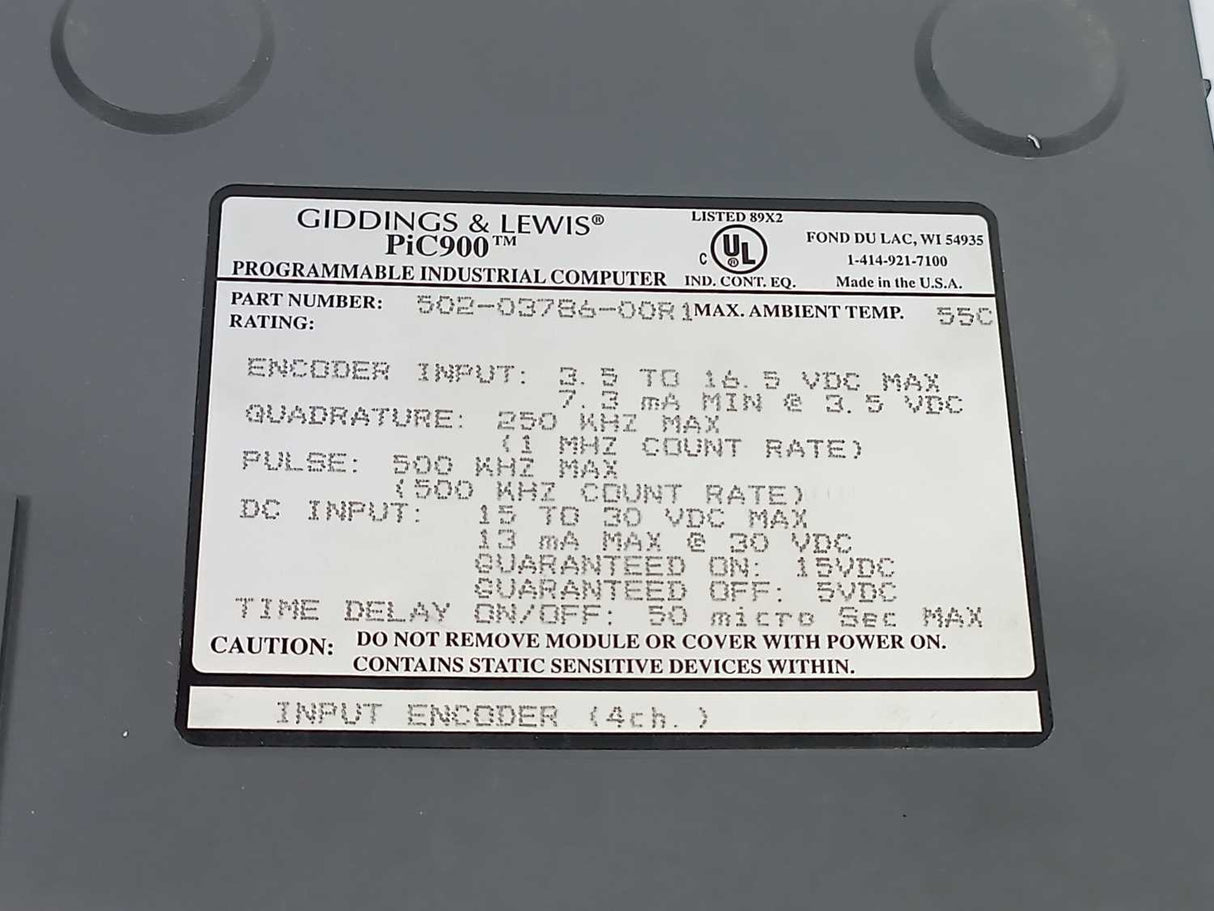 GIDDINGS & LEWIS®
PiC900™
PROGRAMMABLE INDUSTRIAL COMPUTER
LISTED 89X2
C UL ®
IND. CONT. EQ.
FOND DU LAC, WI 54935
1-414-921-7100
Made in the U.S.A.
PART NUMBER: 502-03786-00R1 MAX. AMBIENT TEMP. 55C
RATING:
ENCODER INPUT: 3.5 TO 16.5 VDC MAX
7.3 mA MIN @ 3.5 VDC
QUADRATURE: 250 KHZ MAX
(1 MHZ COUNT RATE)
PULSE: 500 KHZ MAX
(500 KHZ COUNT RATE)
DC INPUT: 15 TO 30 VDC MAX
13 mA MAX @ 30 VDC
GUARANTEED ON: 15VDC
GUARANTEED OFF: 5VDC
TIME DELAY ON/OFF: 50 micro Sec MAX
CAUTION: DO NOT REMOVE MODULE OR COVER WITH POWER ON.
CONTAINS STATIC SENSITIVE DEVICES WITHIN.
INPUT ENCODER (4ch.)